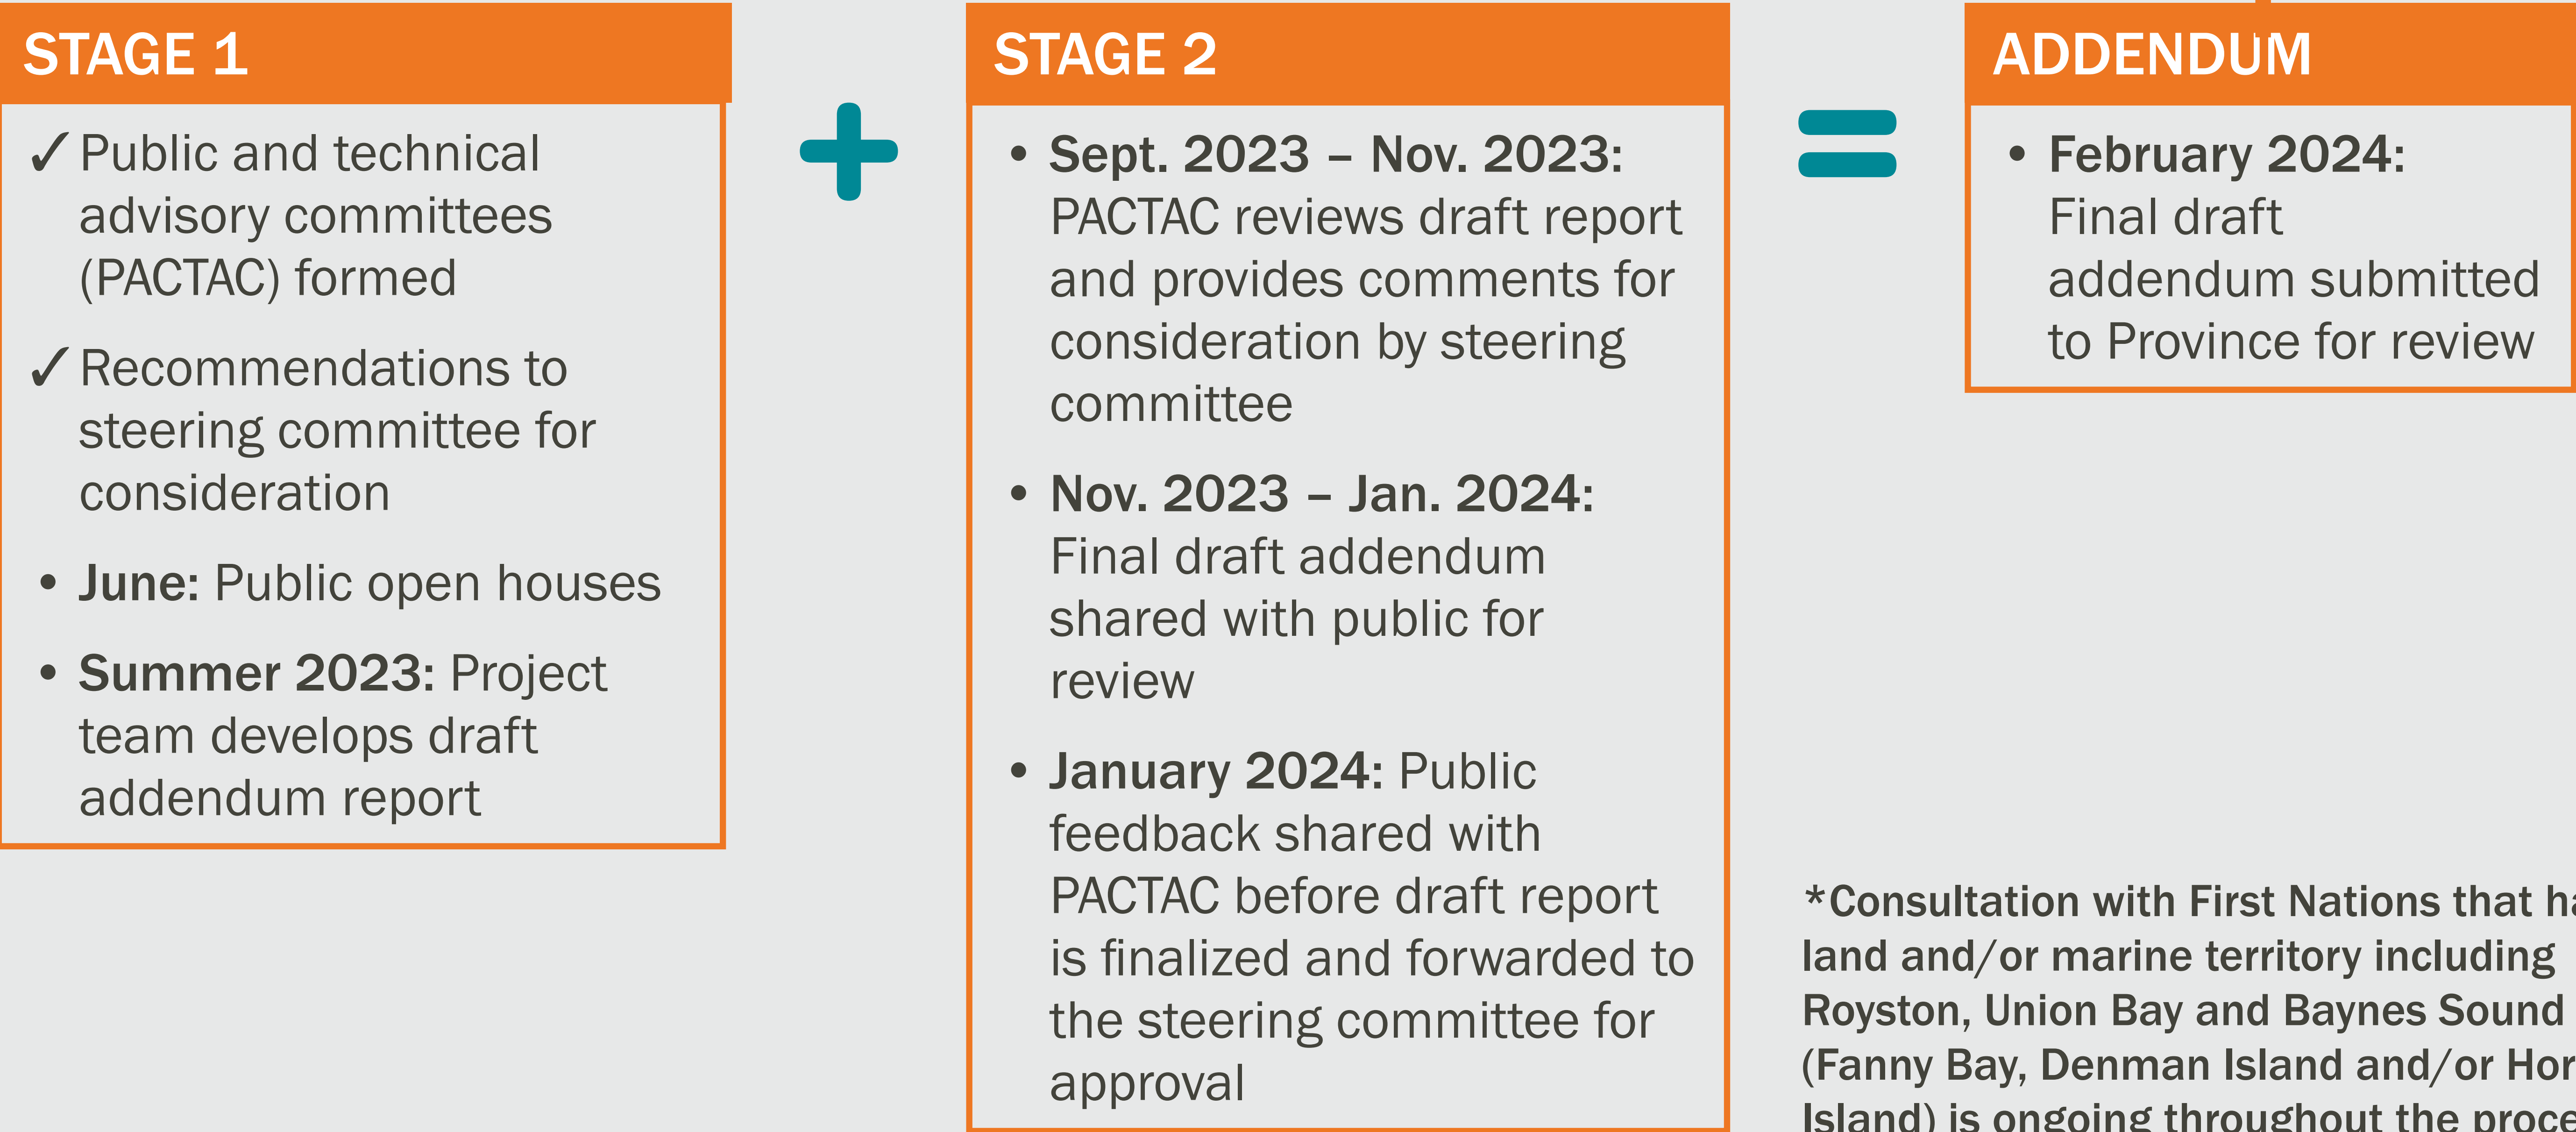 STAGE 1
✓ Public and technical
advisory committees
(PACTAC) formed
✓ Recommendations to
steering committee for
consideration
• June: Public open houses
• Summer 2023: Project
team develops draft
addendum report
+
STAGE 2
• Sept. 2023 – Nov. 2023:
PACTAC reviews draft report
and provides comments for
consideration by steering
committee
• Nov. 2023 – Jan. 2024:
Final draft addendum
shared with public for
review
• January 2024: Public
feedback shared with
PACTAC before draft report
is finalized and forwarded to
the steering committee for
approval
=
ADDENDUM
• February 2024:
Final draft
addendum submitted
to Province for review
*Consultation with First Nations that
land and/or marine territory including
Royston, Union Bay and Baynes Sound
(Fanny Bay, Denman Island and/or
Island) is ongoing throughout the